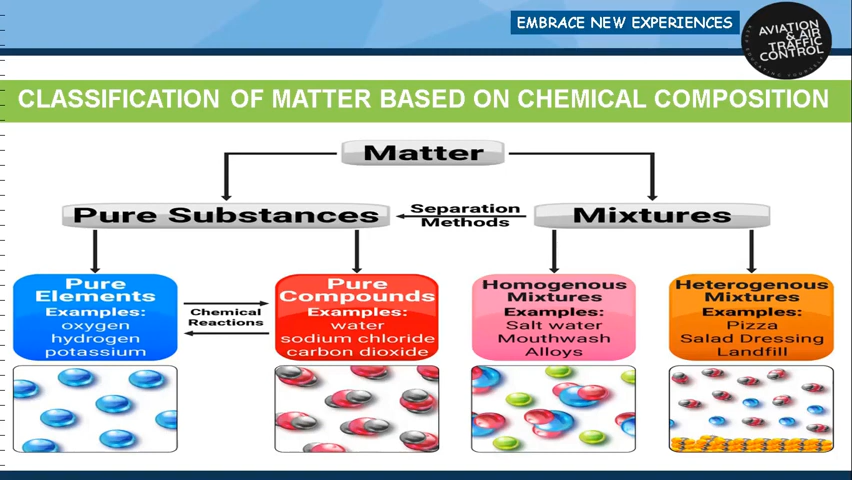 EMBRACE NEW EXPERIENCES
AVIATION
& AIR
TRAFFIC
CONTROL
CLASSIFICATION OF MATTER BASED ON CHEMICAL COMPOSITION
Matter
Pure Substances
Separation
Methods
Mixtures
Pure
Elements
Examples:
oxygen
hydrogen
potassium
Chemical
Reactions
Pure
Compounds
Examples:
water
sodium chloride
carbon dioxide
Homogenous
Mixtures
Examples:
Salt water
Mouthwash
Alloys
Heterogenous
Mixtures
Examples:
Pizza
Salad Dressing
Landfill